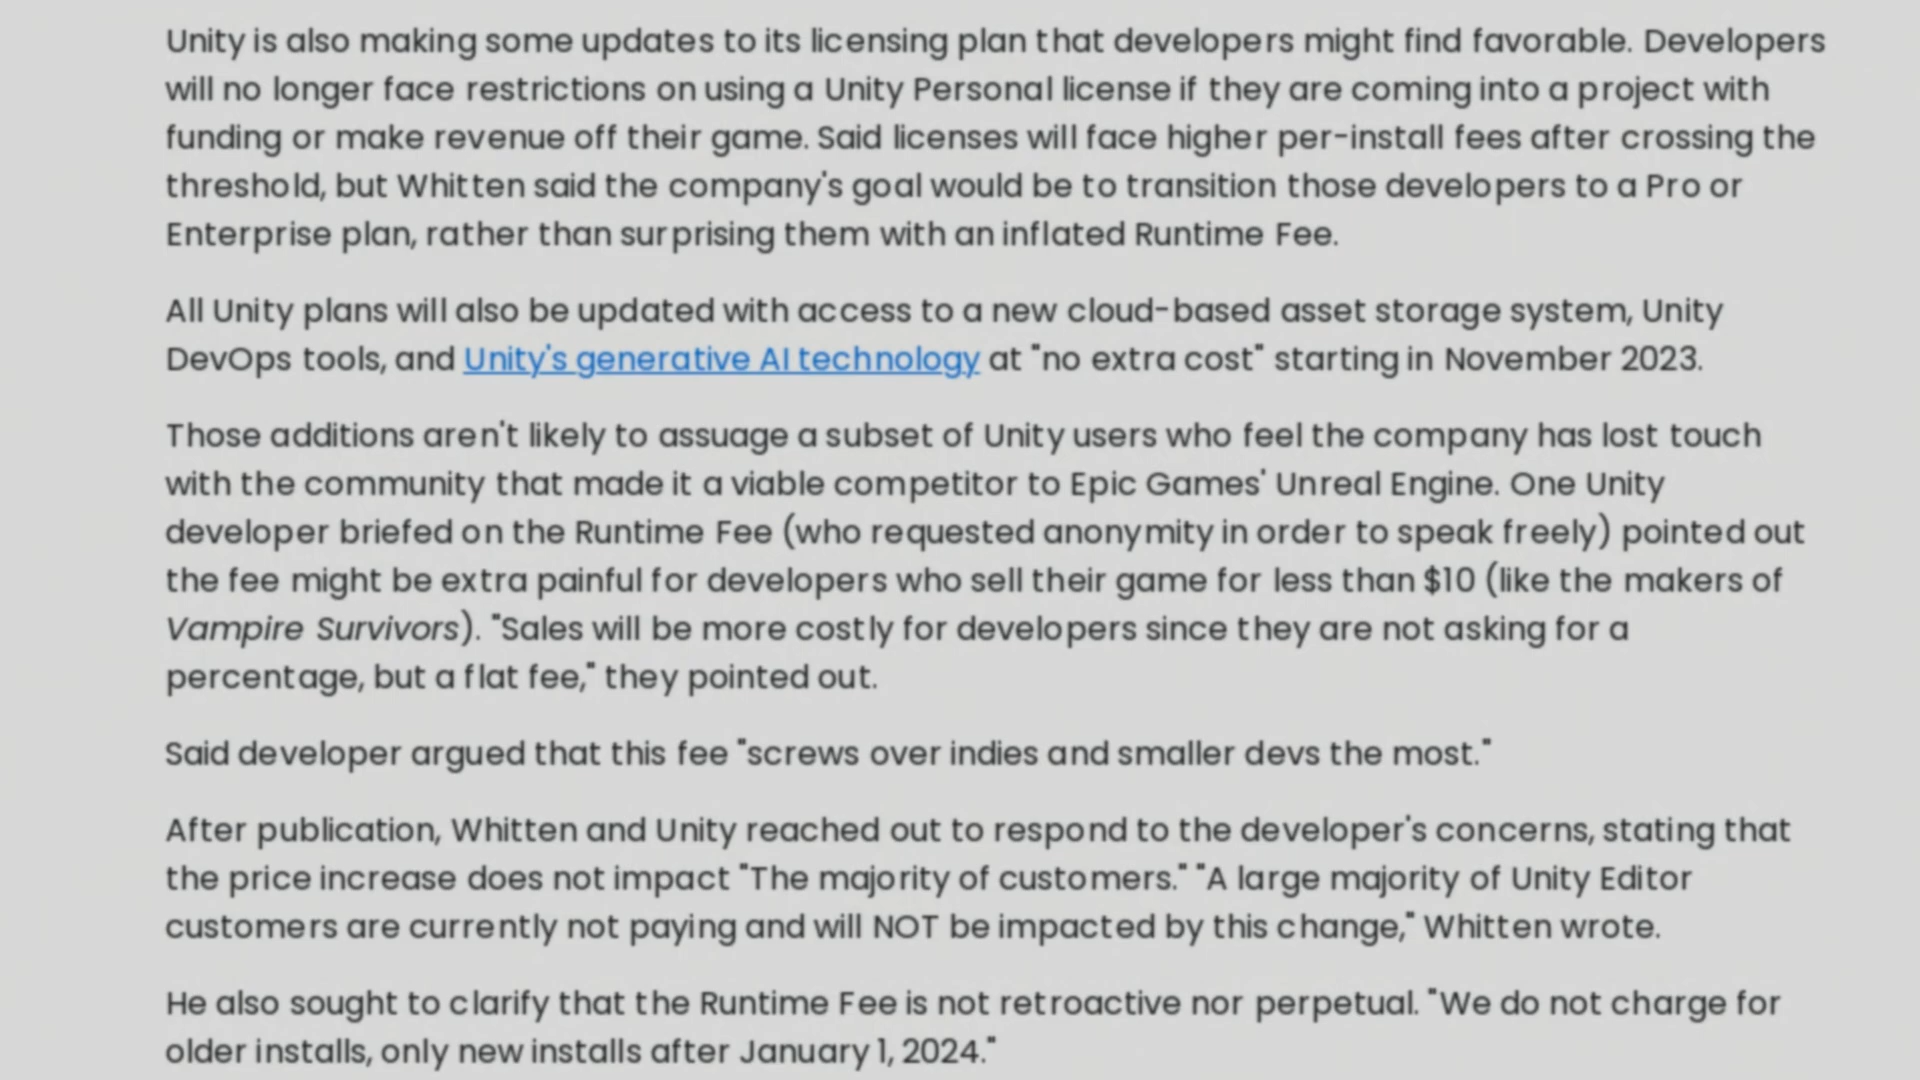 Unity is also making some updates to its licensing plan that developers might find favorable. Developers
will no longer face restrictions on using a Unity Personal license if they are coming into a project with
funding or make revenue off their game. Said licenses will face higher per-install fees after crossing the
threshold, but Whitten said the company's goal would be to transition those developers to a Pro or
Enterprise plan, rather than surprising them with an inflated Runtime Fee.
All Unity plans will also be updated with access to a new cloud-based asset storage system, Unity
DevOps tools, and Unity's generative AI technology at "no extra cost" starting in November 2023.
Those additions aren't likely to assuage a subset of Unity users who feel the company has lost touch
with the community that made it a viable competitor to Epic Games' Unreal Engine. One Unity
developer briefed on the Runtime Fee (who requested anonymity in order to speak freely) pointed out
the fee might be extra painful for developers who sell their game for less than $10 (like the makers of
Vampire Survivors). "Sales will be more costly for developers since they are not asking for a
percentage, but a flat fee," they pointed out.
Said developer argued that this fee "screws over indies and smaller devs the most."
After publication, Whitten and Unity reached out to respond to the developer's concerns, stating that
the price increase does not impact "The majority of customers." "A large majority of Unity Editor
customers are currently not paying and will NOT be impacted by this change," Whitten wrote.
He also sought to clarify that the Runtime Fee is not retroactive nor perpetual. "We do not charge for
older installs, only new installs after January 1, 2024."